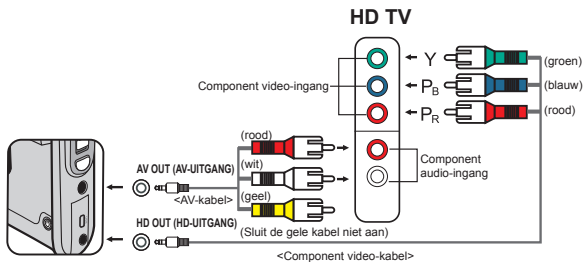 HD TV
Y
(groen)
Component video-ingang
PB
(blauw)
PR
(rood)
(rood)
AV OUT (AV-UITGANG)
(wit)
Component
audio-ingang
<AV-kabel>
(geel)
HD OUT (HD-UITGANG)
(Sluit de gele kabel niet aan)
<Component video-kabel>